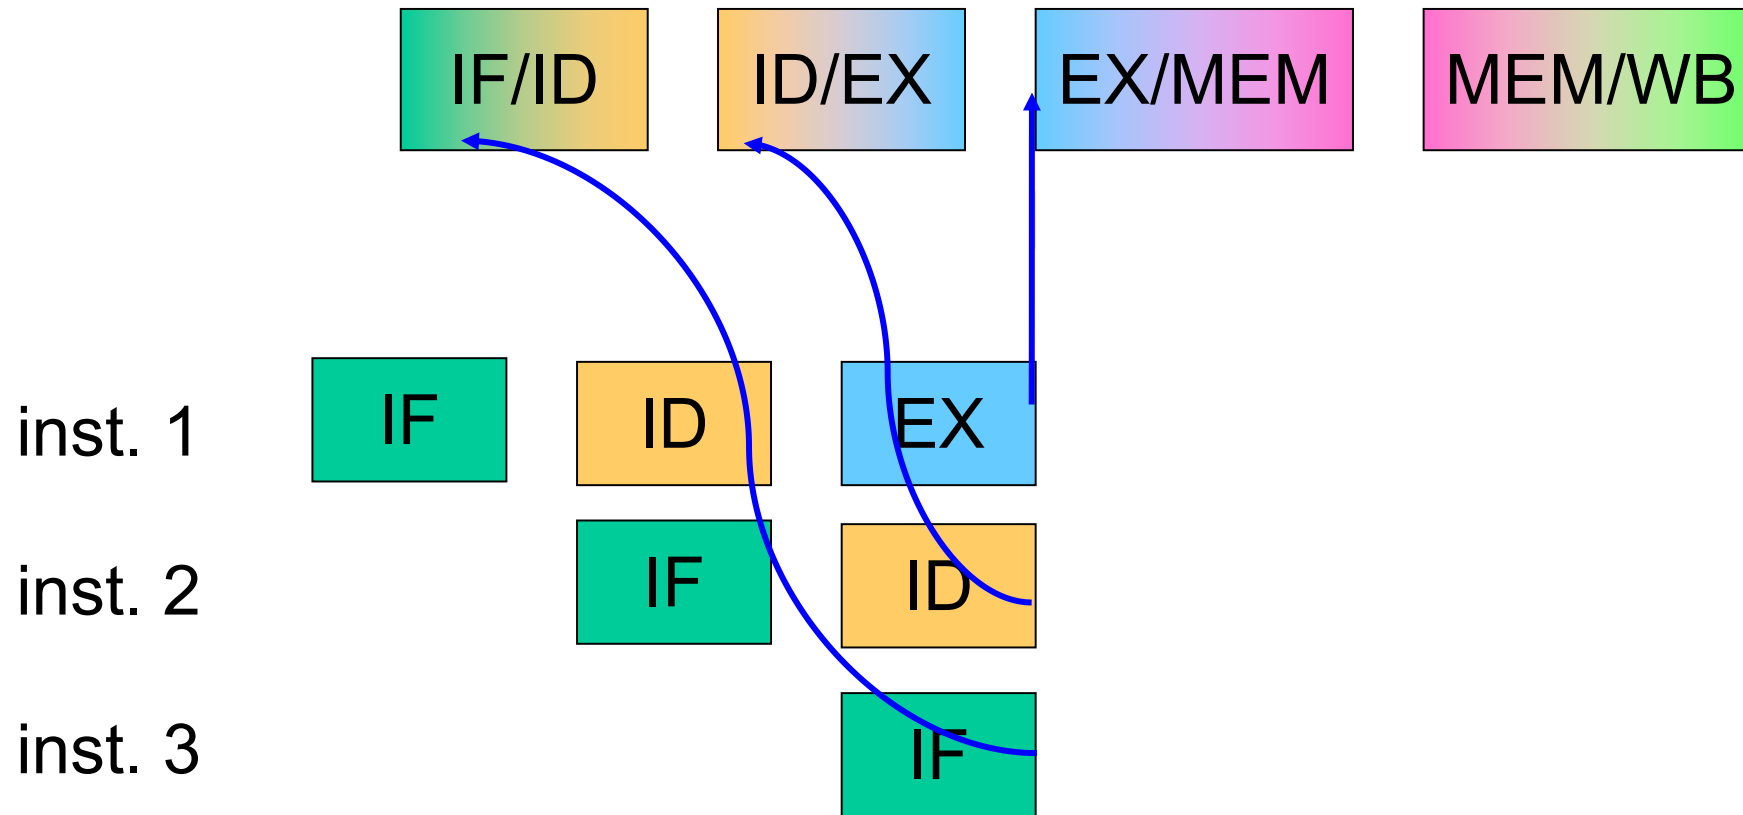 IF/ID ID/EX EX/MEM MEM/WB
inst. 1 IF ID EX
inst. 2 IF ID
inst. 3 IF